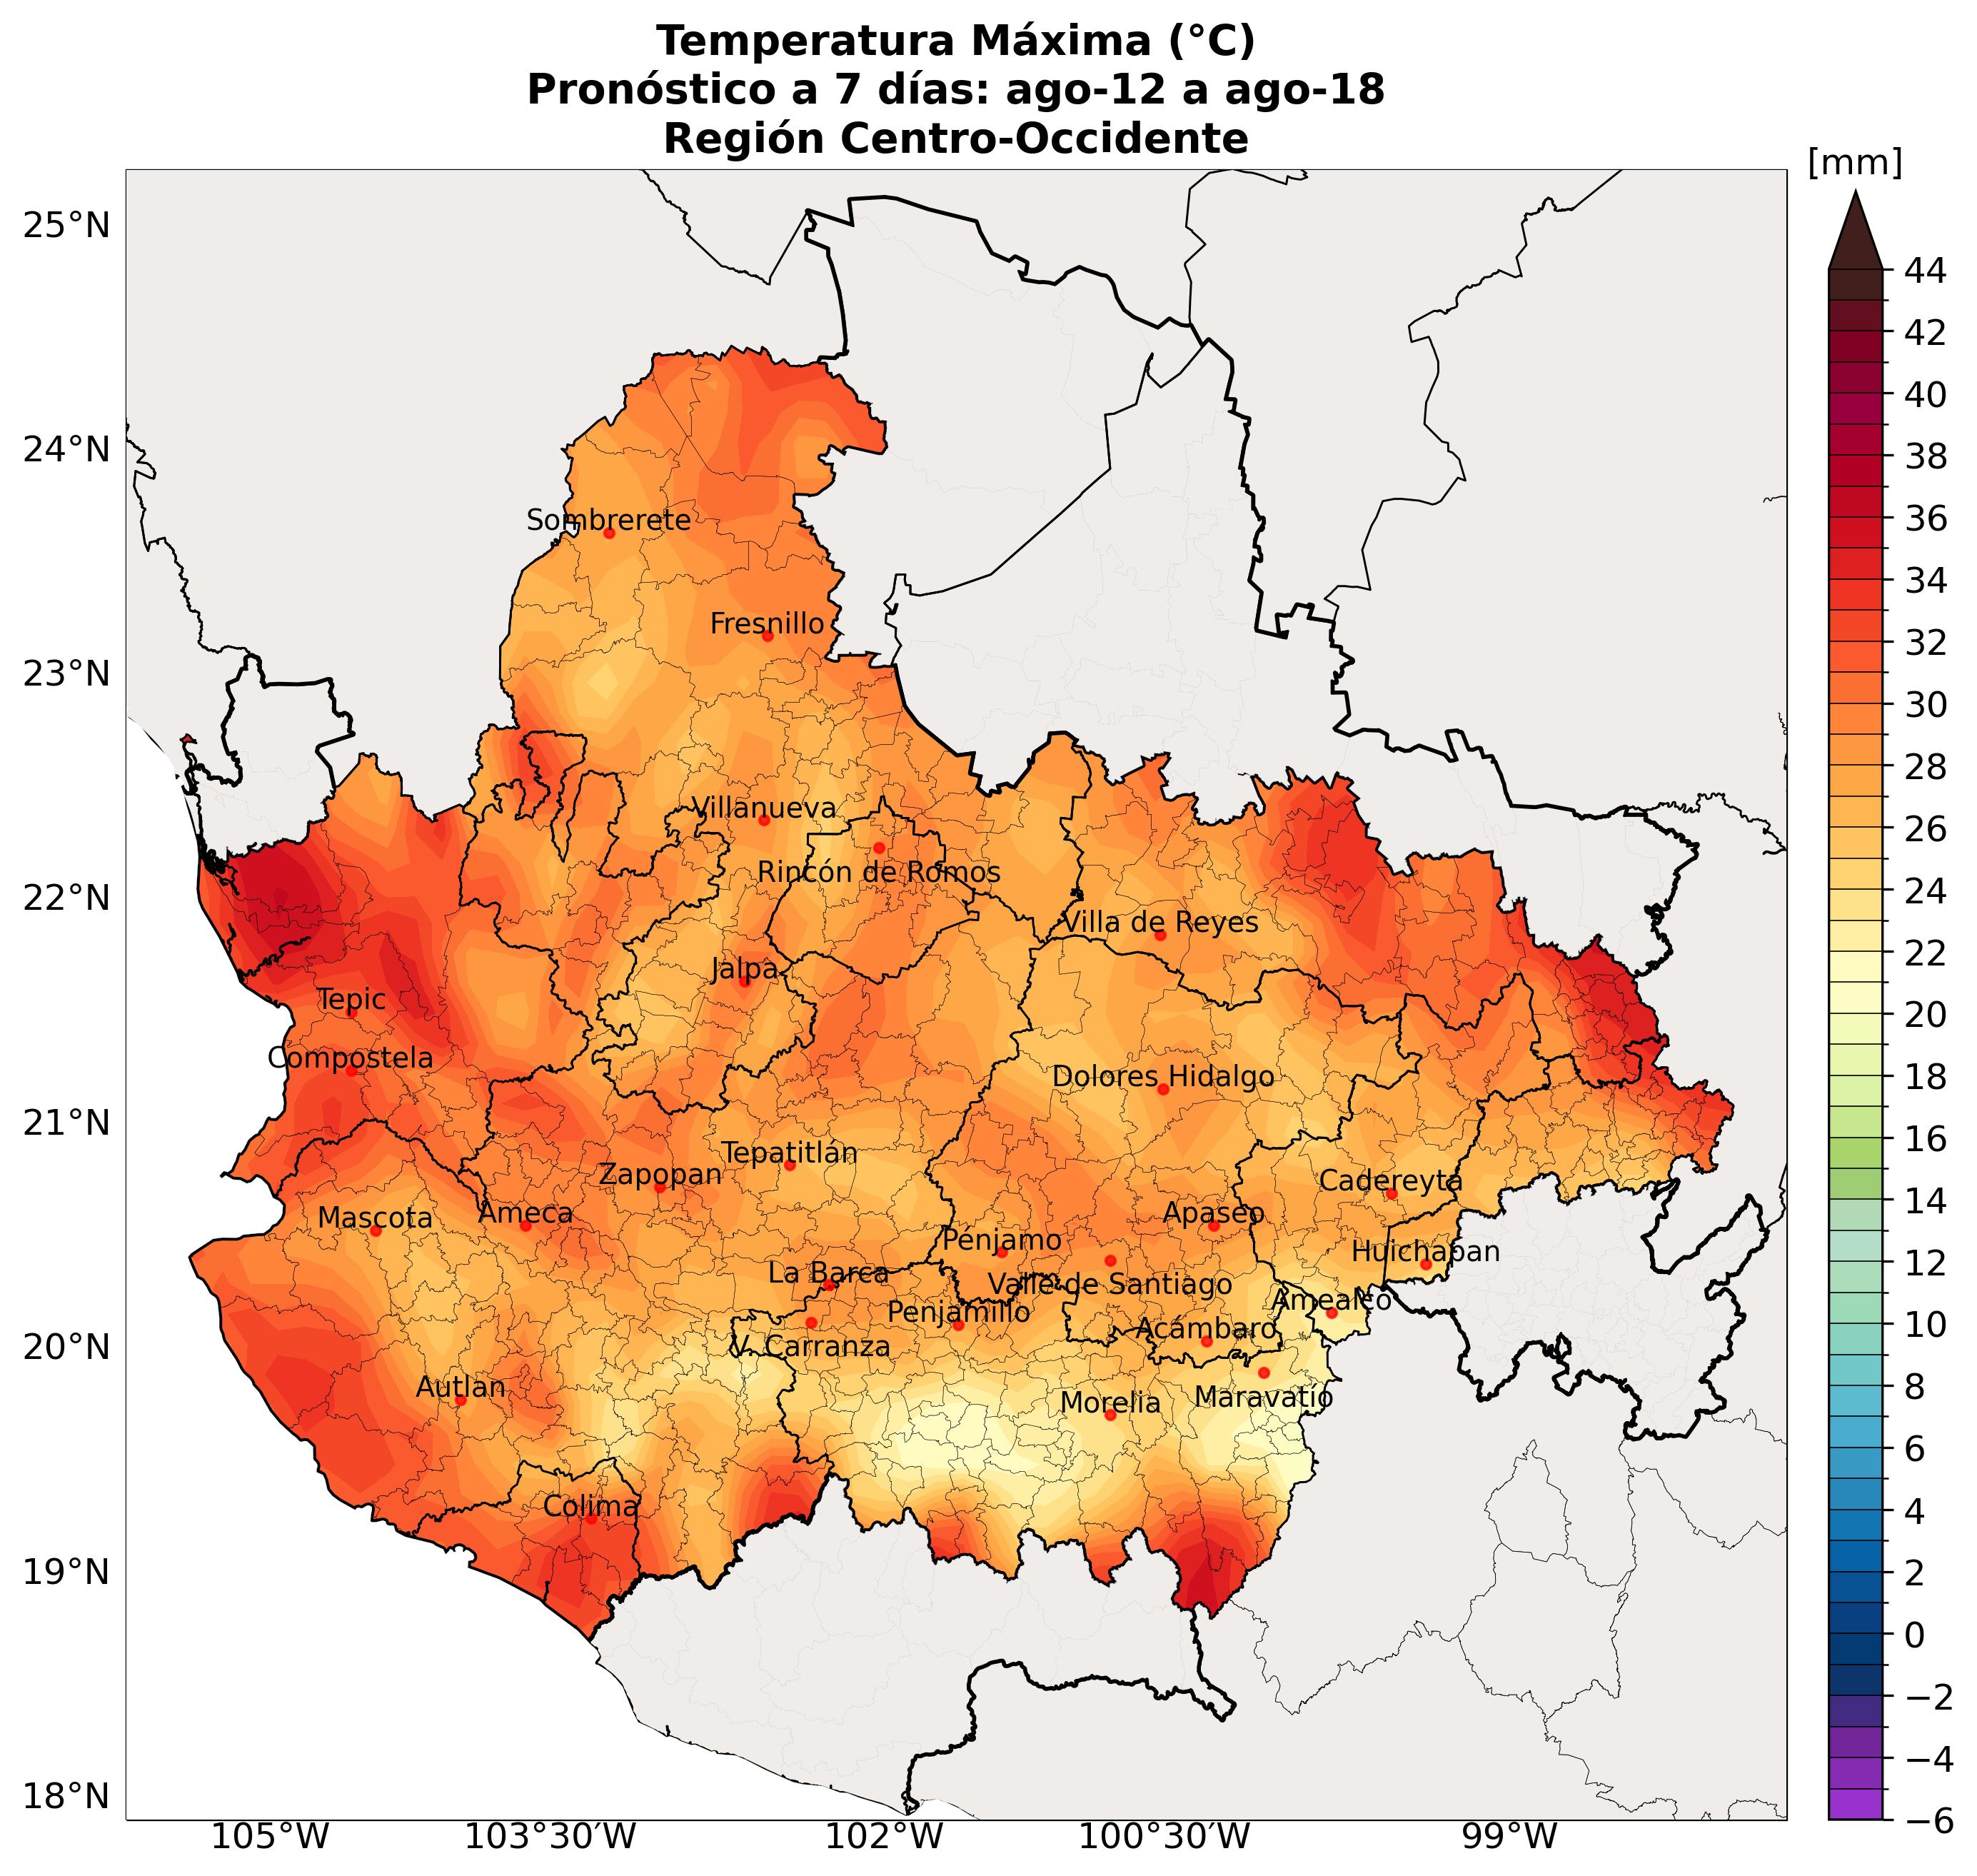 Temperatura Máxima (°C)
Pronóstico a 7 días: ago-12 a ago-18
Región Centro-Occidente
[mm]
25°N
24°N
23°N
22°N
21°N
20°N
19°N
18°N
Sombrerete
Fresnillo
Villanueva
Rincón de Romos
Villa de Reyes
Jalpa
Tepic
Compostela
Dolores Hidalgo
Tepatitlán
Zapopan
Cadereyta
Mascota
Ameca
Apaseo
Pénjamo
Huichapan
La Barca
Valle de Santiago
Amealco
Penjamillo
Acámbaro
V. Carranza
Autlan
Morelia
Maravatío
Colima
105°W
103°30′W
102°W
100°30′W
99°W
44
42
40
38
36
34
32
30
28
26
24
22
20
18
16
14
12
10
8
6
4
2
0
−2
−4
−6